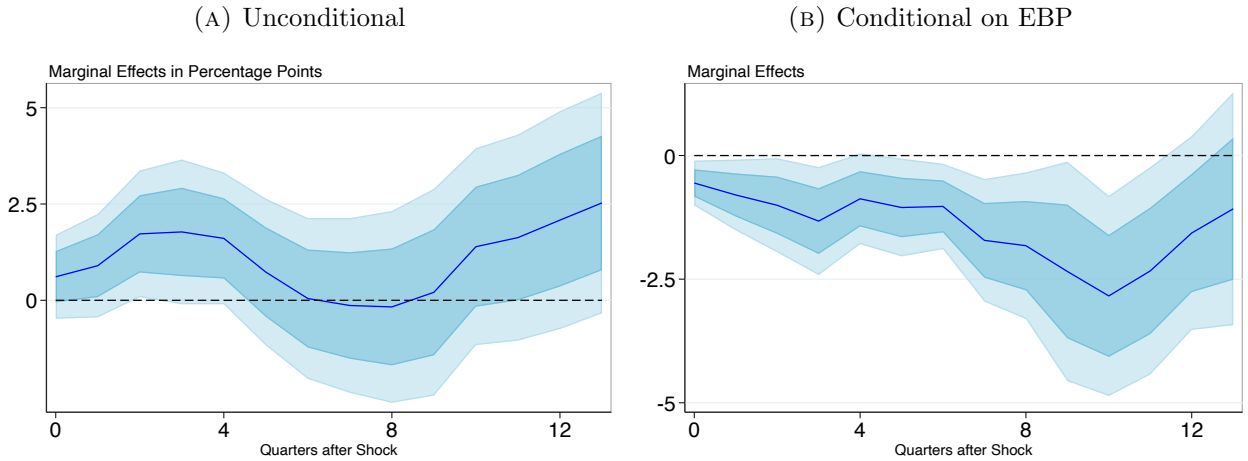 (A) Unconditional
Marginal Effects in Percentage Points
5
2.5
0
0 4 8 12
Quarters after Shock
(B) Conditional on EBP
Marginal Effects
0
-2.5
-5
0 4 8 12
Quarters after Shock